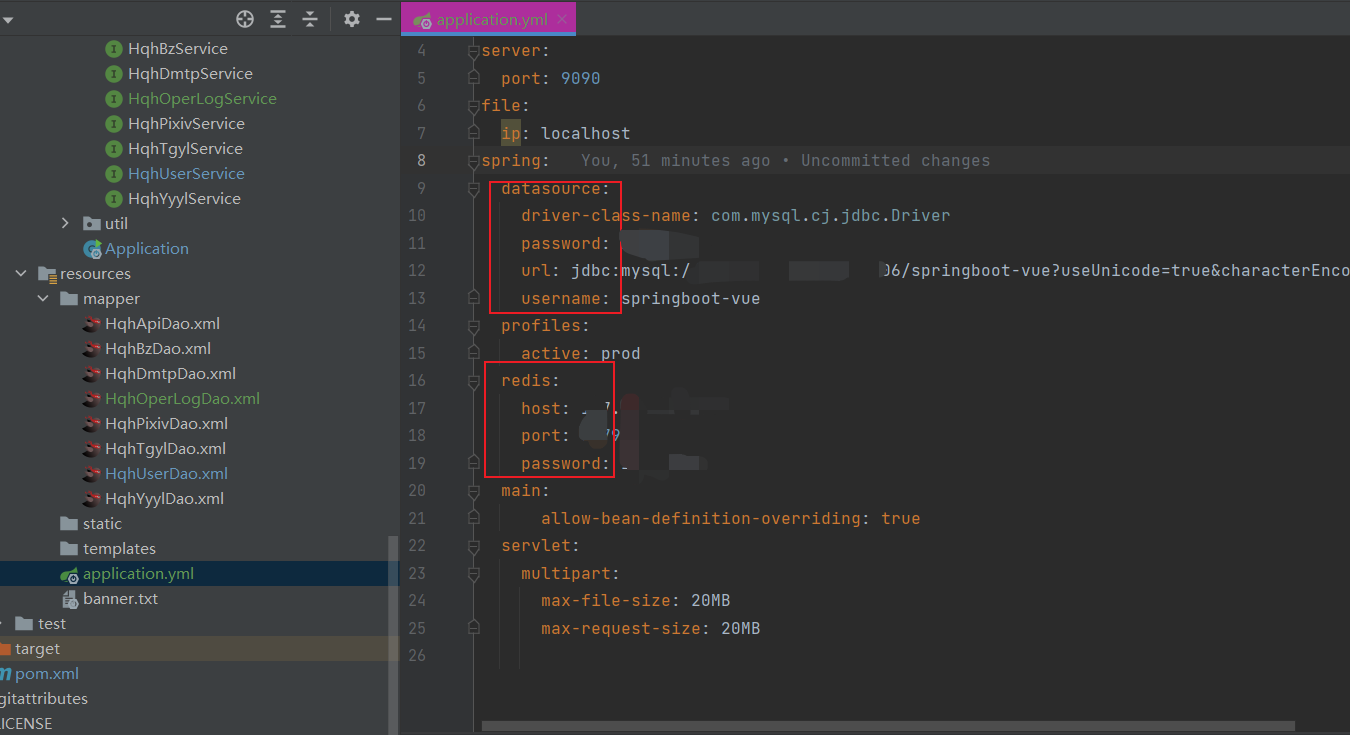 HqhBzService
HqhDmtpService
HqhOperLogService
HqhPixivService
HqhTgylService
HqhUserService
HqhYyylService
util
Application
resources
mapper
HqhApiDao.xml
HqhBzDao.xml
HqhDmtpDao.xml
HqhOperLogDao.xml
HqhPixivDao.xml
HqhTgylDao.xml
HqhUserDao.xml
HqhYyylDao.xml
static
templates
application.yml
banner.txt
test
target
pom.xml
gitattributes
ICENSE
application.yml
4 server:
5 port: 9090
6 file:
7 ip: localhost
8 spring: You, 51 minutes ago • Uncommitted changes
9 datasource:
10 driver-class-name: com.mysql.cj.jdbc.Driver
11 password:
12 url: jdbc:mysql:/ 06/springboot-vue?useUnicode=true&characterEnco
13 username: springboot-vue
14 profiles:
15 active: prod
16 redis:
17 host:
18 port: 9
19 password:
20 main:
21 allow-bean-definition-overriding: true
22 servlet:
23 multipart:
24 max-file-size: 20MB
25 max-request-size: 20MB
26